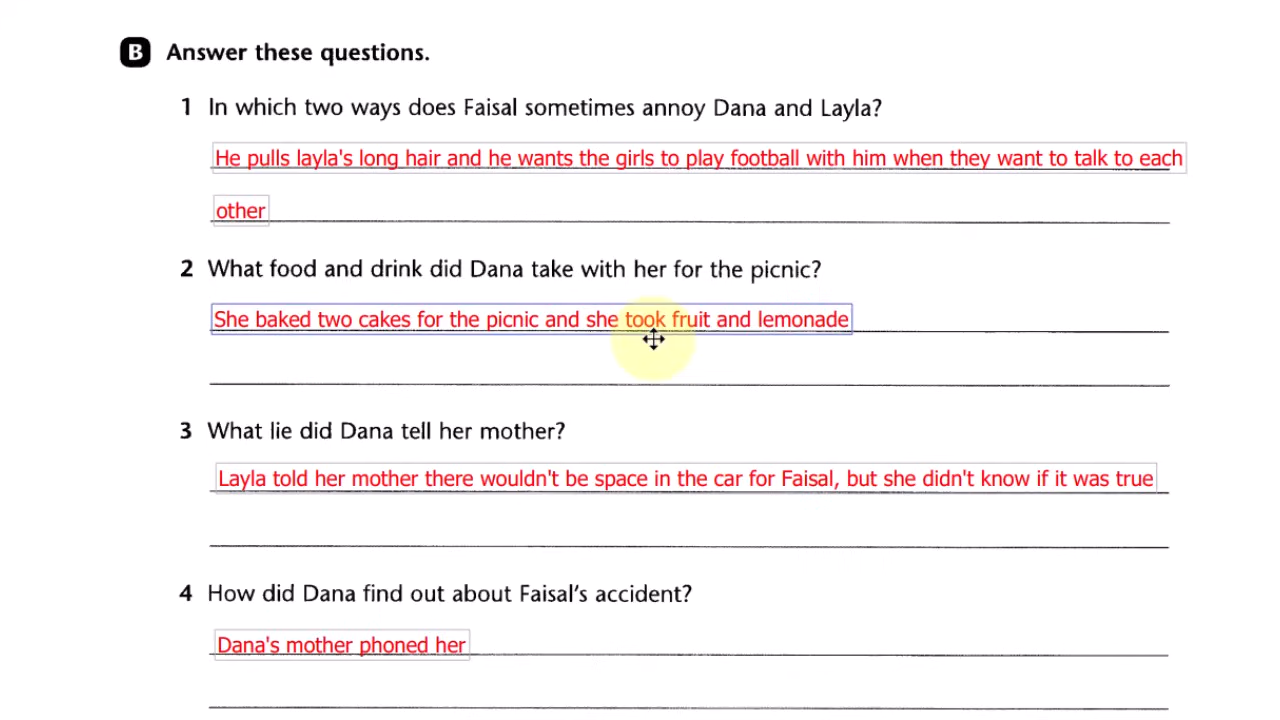 B Answer these questions.
1 In which two ways does Faisal sometimes annoy Dana and Layla?
He pulls layla's long hair and he wants the girls to play football with him when they want to talk to each
other
2 What food and drink did Dana take with her for the picnic?
She baked two cakes for the picnic and she took fruit and lemonade
3 What lie did Dana tell her mother?
Layla told her mother there wouldn't be space in the car for Faisal, but she didn't know if it was true
4 How did Dana find out about Faisal's accident?
Dana's mother phoned her